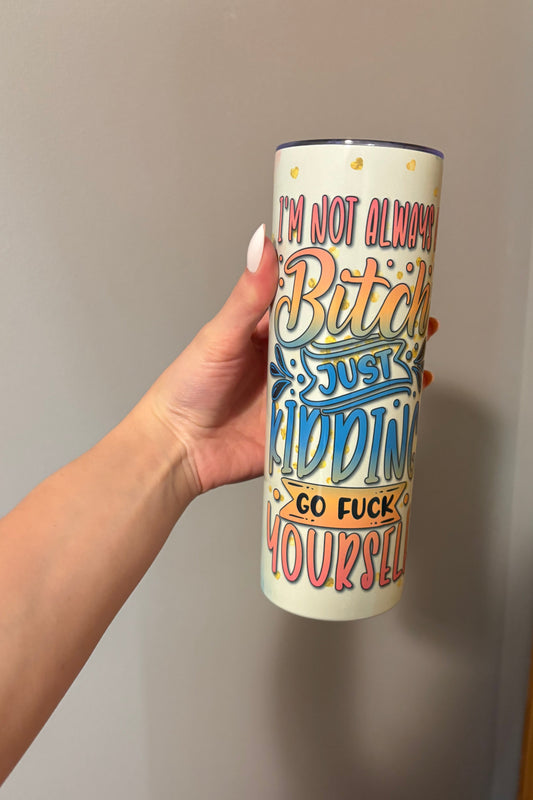 I'M NOT ALWAYS
Bitch
JUST
KIDDING
GO FUCK
YOURSELF